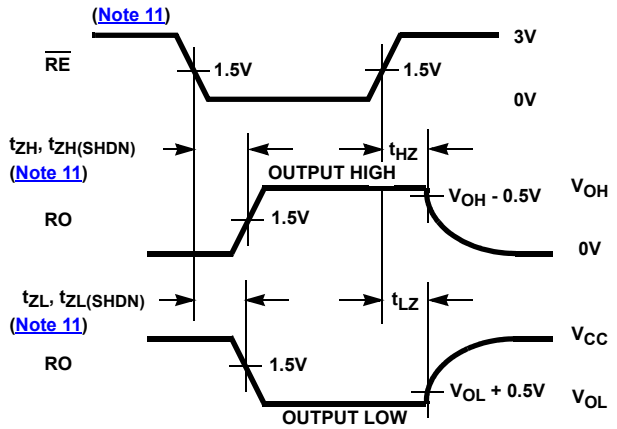 (Note 11)
RE
3V
1.5V
1.5V
0V
tZH, tZH(SHDN)
(Note 11)
tHZ
OUTPUT HIGH
VOH - 0.5V
VOH
RO
1.5V
0V
tZL, tZL(SHDN)
(Note 11)
tLZ
VCC
RO
1.5V
VOL + 0.5V
VOL
OUTPUT LOW